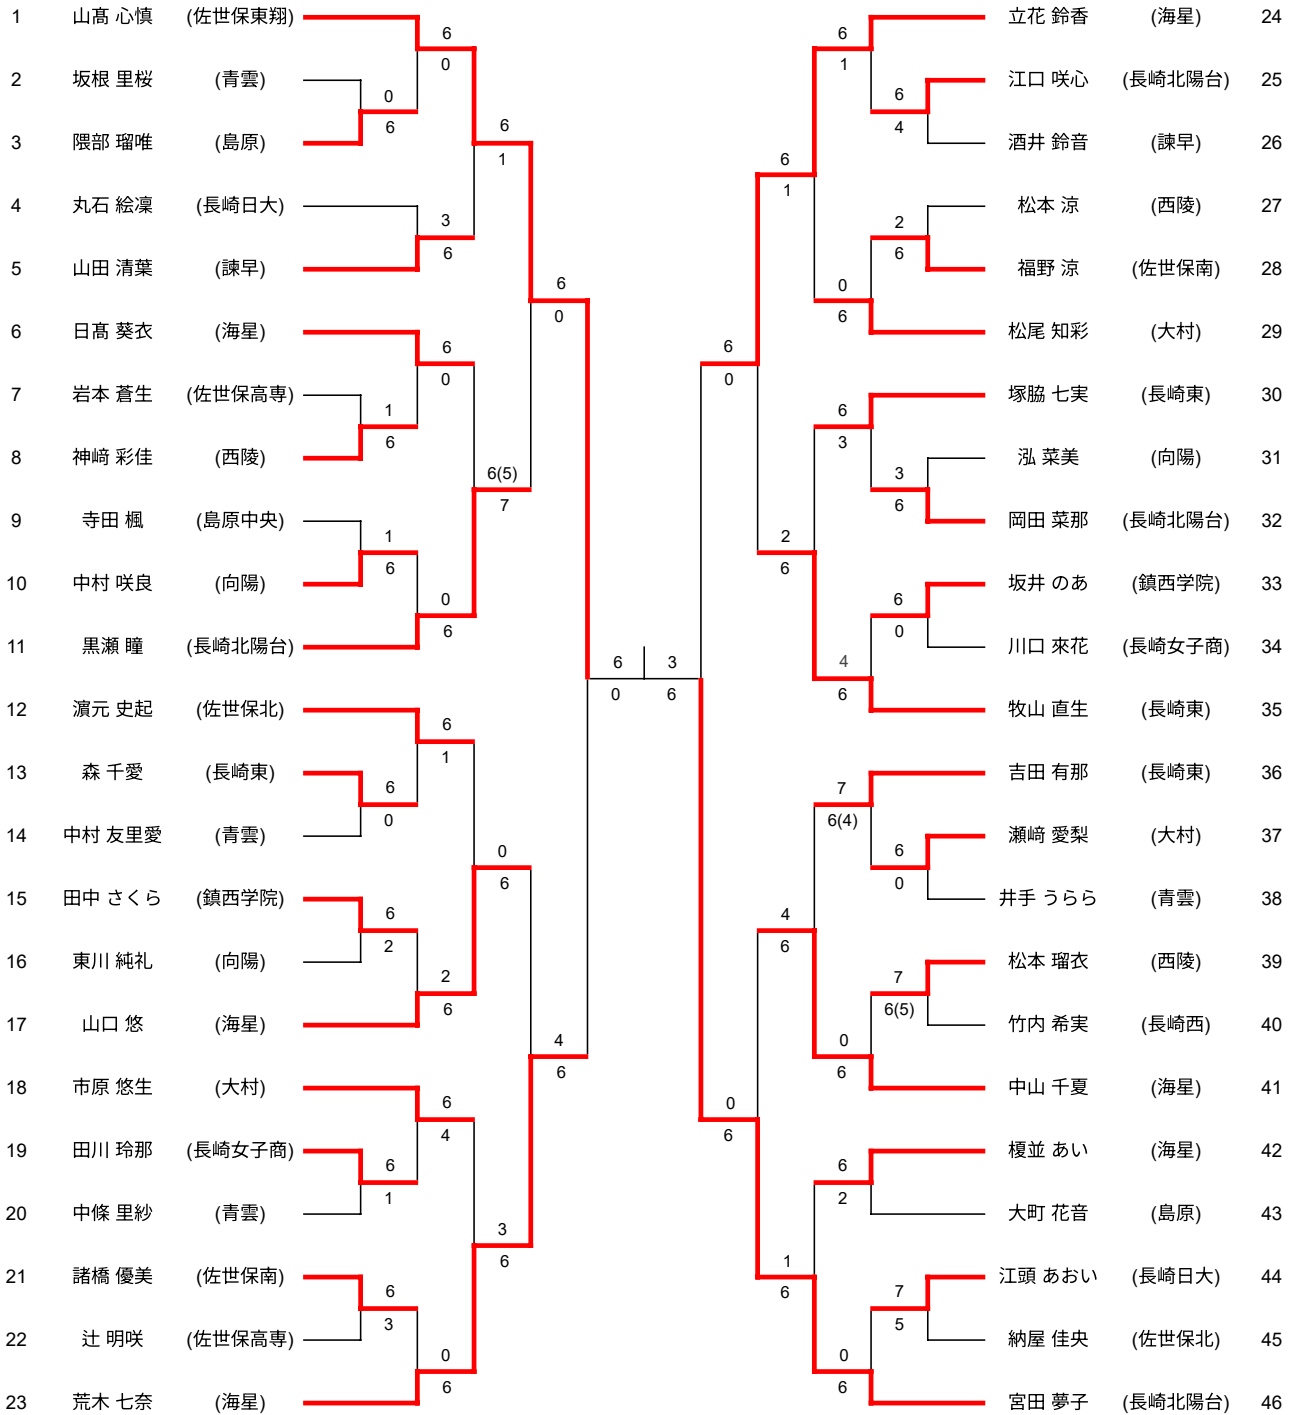 1 山髙 心慎 (佐世保東翔)
2 坂根 里桜 (青雲)
3 隈部 瑠唯 (島原)
4 丸石 絵凜 (長崎日大)
5 山田 清葉 (諫早)
6 日髙 葵衣 (海星)
7 岩本 蒼生 (佐世保高専)
8 神﨑 彩佳 (西陵)
9 寺田 楓 (島原中央)
10 中村 咲良 (向陽)
11 黒瀬 瞳 (長崎北陽台)
12 濵元 史起 (佐世保北)
13 森 千愛 (長崎東)
14 中村 友里愛 (青雲)
15 田中 さくら (鎮西学院)
16 東川 純礼 (向陽)
17 山口 悠 (海星)
18 市原 悠生 (大村)
19 田川 玲那 (長崎女子商)
20 中條 里紗 (青雲)
21 諸橋 優美 (佐世保南)
22 辻 明咲 (佐世保高専)
23 荒木 七奈 (海星)
0
6
1
6
1
6
6
0
6
2
6
1
6
3
6
0
3
6
6
0
0
6
6
1
2
6
6
4
0
6
6
1
6(5)
7
0
6
3
6
6
0
4
6
6 3
0 6
6
0
0
6
6
1
2
6
4
6
1
6
6
1
0
6
6
3
4
6
7
6(4)
0
6
6
2
0
6
6
4
2
6
3
6
6
0
6
0
7
6(5)
7
5
立花 鈴香 (海星) 24
江口 咲心 (長崎北陽台) 25
酒井 鈴音 (諫早) 26
松本 涼 (西陵) 27
福野 涼 (佐世保南) 28
松尾 知彩 (大村) 29
塚脇 七実 (長崎東) 30
泓 菜美 (向陽) 31
岡田 菜那 (長崎北陽台) 32
坂井 のあ (鎮西学院) 33
川口 來花 (長崎女子商) 34
牧山 直生 (長崎東) 35
吉田 有那 (長崎東) 36
瀬﨑 愛梨 (大村) 37
井手 うらら (青雲) 38
松本 瑠衣 (西陵) 39
竹内 希実 (長崎西) 40
中山 千夏 (海星) 41
榎並 あい (海星) 42
大町 花音 (島原) 43
江頭 あおい (長崎日大) 44
納屋 佳央 (佐世保北) 45
宮田 夢子 (長崎北陽台) 46